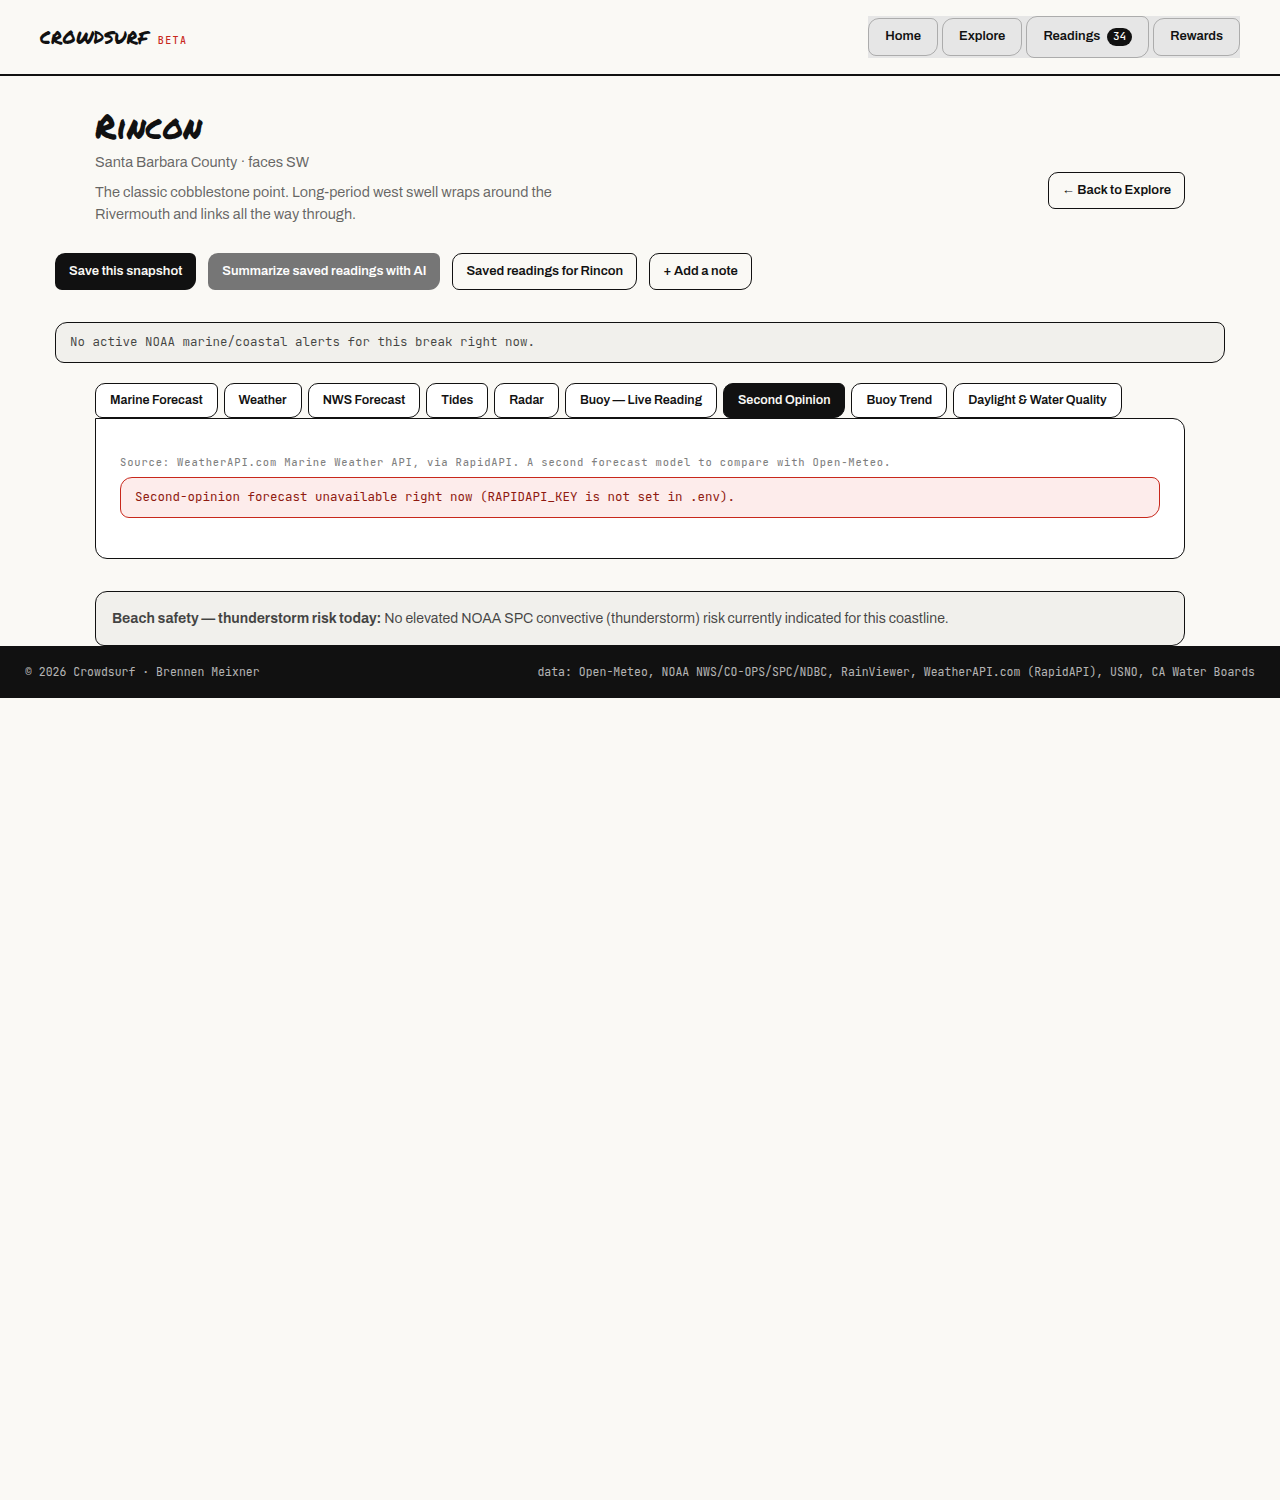 CROWDSURF BETA
Home
Explore
Readings 34
Rewards
RINCON
Santa Barbara County · faces SW
The classic cobblestone point. Long-period west swell wraps around the
Rivermouth and links all the way through.
← Back to Explore
Save this snapshot
Summarize saved readings with AI
Saved readings for Rincon
+ Add a note
No active NOAA marine/coastal alerts for this break right now.
Marine Forecast
Weather
NWS Forecast
Tides
Radar
Buoy — Live Reading
Second Opinion
Buoy Trend
Daylight & Water Quality
Source: WeatherAPI.com Marine Weather API, via RapidAPI. A second forecast model to compare with Open-Meteo.
Second-opinion forecast unavailable right now (RAPIDAPI_KEY is not set in .env).
Beach safety — thunderstorm risk today: No elevated NOAA SPC convective (thunderstorm) risk currently indicated for this coastline.
© 2026 Crowdsurf · Brennen Meixner
data: Open-Meteo, NOAA NWS/CO-OPS/SPC/NDBC, RainViewer, WeatherAPI.com (RapidAPI), USNO, CA Water Boards